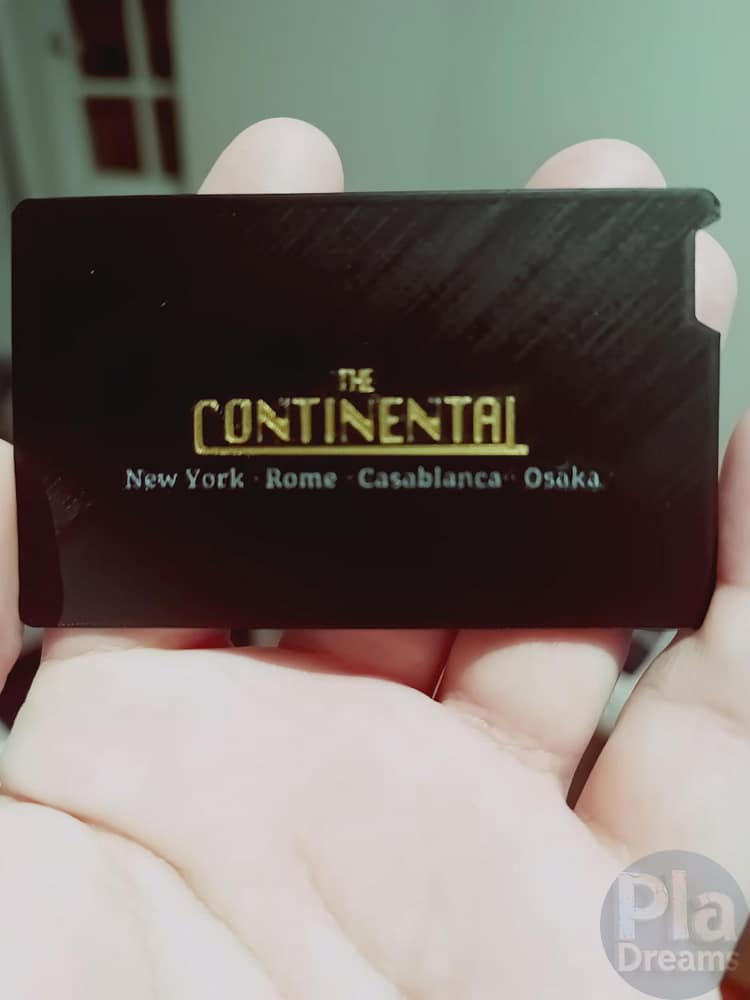 THE
CONTINENTAL
New York · Rome · Casablanca · Osaka
Pla
Dreams